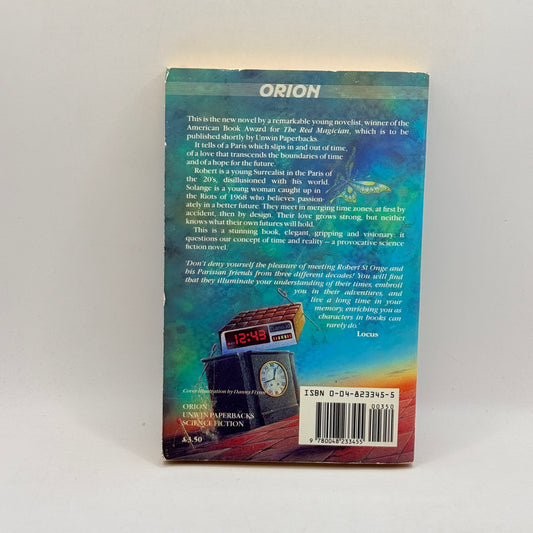 ORION
This is the new novel by a remarkable young novelist, winner of the
American Book Award for The Red Magician, which is to be
published shortly by Unwin Paperbacks.
It tells of a Paris which slips in and out of time,
of a love that transcends the boundaries of time
and of a hope for the future.
Robert is a young Surrealist in the Paris of
the 20's, disillusioned with his world.
Solange is a young woman caught up in
the Riots of 1968 who believes passion-
ately in a better future. They meet in merging time zones, at first by
accident, then by design. Their love grows strong, but neither
knows what their own futures will hold.
This is a stunning book, elegant, gripping and visionary: it
questions our concept of time and reality – a provocative science
fiction novel.
'Don't deny yourself the pleasure of meeting Robert St Onge and
his Parisian friends from three different decades! You will find
that they illuminate your understanding of their times, embroil
you in their adventures, and
live a long time in your
memory, enriching you as
characters in books can
rarely do.'
Locus
12:43
Cover illustration by Danny Flynn
ORION
UNWIN PAPERBACKS
SCIENCE FICTION
£3.50
ISBN 0-04-823345-5
00350
9 780048 233455